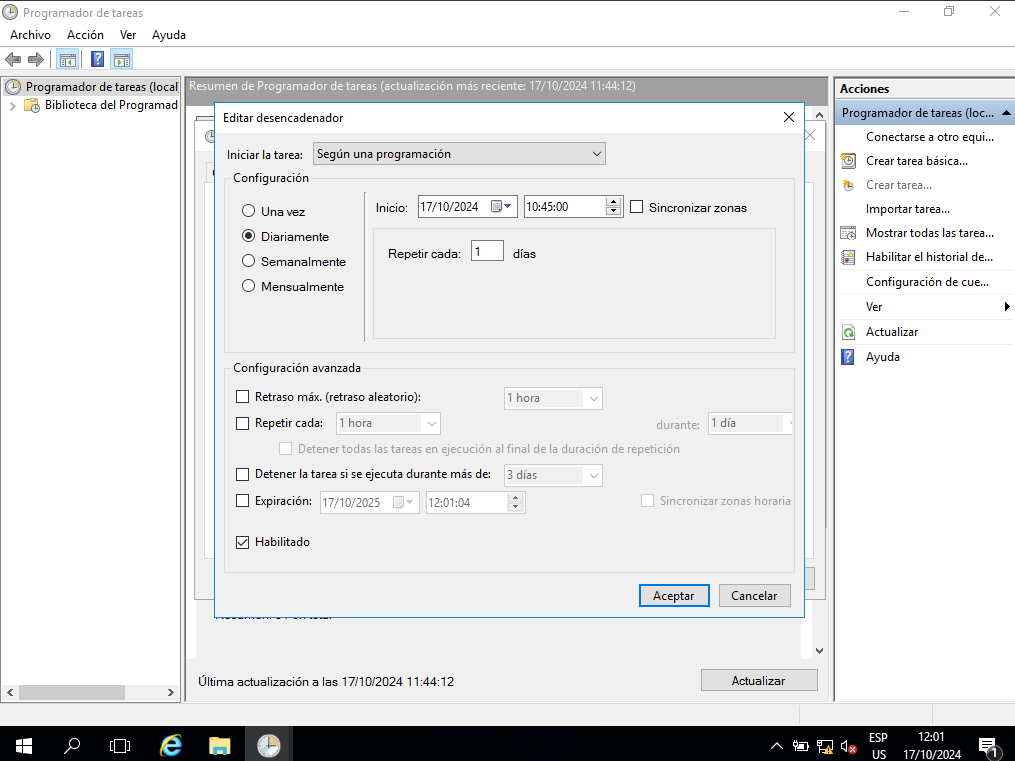 Programador de tareas
Archivo Acción Ver Ayuda
Programador de tareas (local
Biblioteca del Programad
Resumen de Programador de tareas (actualización más reciente: 17/10/2024 11:44:12)
Editar desencadenador
Iniciar la tarea: Según una programación
Configuración
Una vez
Diariamente
Semanalmente
Mensualmente
Inicio: 17/10/2024 10:45:00 Sincronizar zonas
Repetir cada: 1 días
Configuración avanzada
Retraso máx. (retraso aleatorio): 1 hora
Repetir cada: 1 hora durante: 1 día
Detener todas las tareas en ejecución al final de la duración de repetición
Detener la tarea si se ejecuta durante más de: 3 días
Expiración: 17/10/2025 12:01:04 Sincronizar zonas horaria
Habilitado
Aceptar Cancelar
Última actualización a las 17/10/2024 11:44:12 Actualizar
Acciones
Programador de tareas (loc...
Conectarse a otro equi...
Crear tarea básica...
Crear tarea...
Importar tarea...
Mostrar todas las tarea...
Habilitar el historial de...
Configuración de cue...
Ver
Actualizar
Ayuda
ESP
US
12:01
17/10/2024
1